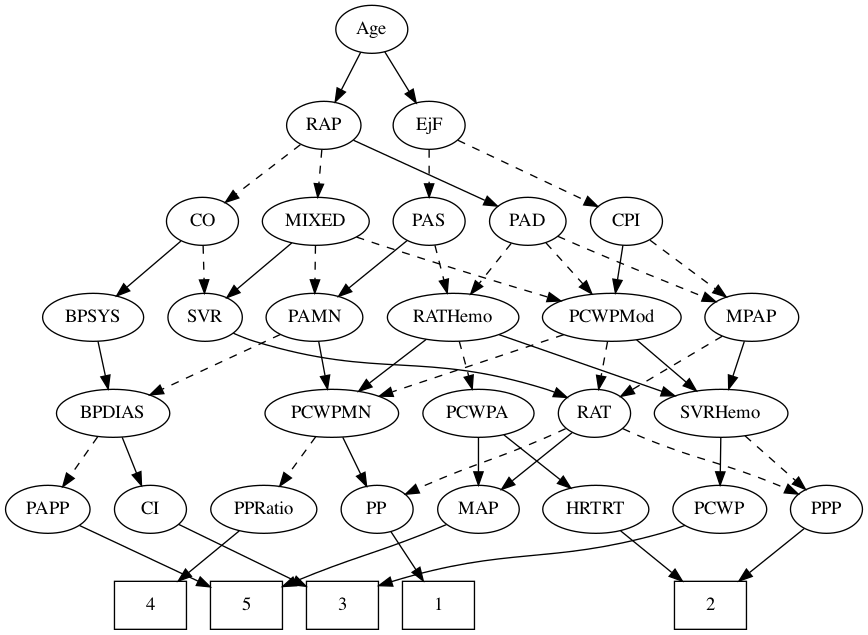 Age
RAP EjF
CO MIXED PAS PAD CPI
BPSYS SVR PAMN RATHemo PCWPMod MPAP
BPDIAS PCWPMN PCWPA RAT SVRHemo
PAPP CI PPRatio PP MAP HRTRT PCWP PPP
4 5 3 1 2